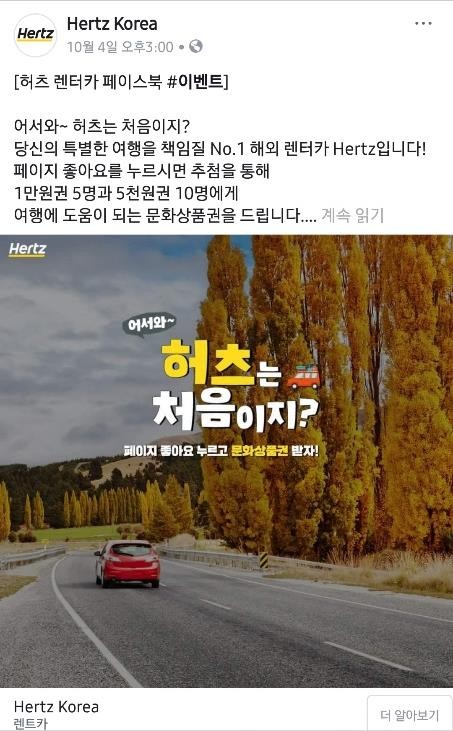 Hertz
Hertz Korea
10월 4일 오후3:00
[허츠 렌터카 페이스북 #이벤트]
어서와~ 허츠는 처음이지?
당신의 특별한 여행을 책임질 No.1 해외 렌터카 Hertz입니다!
페이지 좋아요를 누르시면 추첨을 통해
1만원권 5명과 5천원권 10명에게
여행에 도움이 되는 문화상품권을 드립니다.... 계속 읽기
Hertz
어서와~
허츠는
처음이지?
페이지 좋아요 누르고 문화상품권 받자!
Hertz Korea
렌트카
더 알아보기